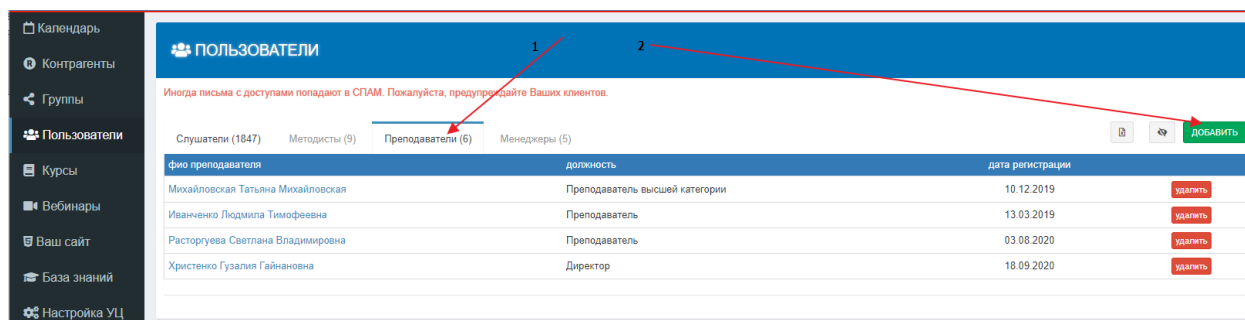 Календарь
Контрагенты
Группы
Пользователи
Курсы
Вебинары
Ваш сайт
База знаний
Настройка УЦ
ПОЛЬЗОВАТЕЛИ
1
2
Иногда письма с доступами попадают в СПАМ. Пожалуйста, предупреждайте Ваших клиентов.
Слушатели (1847) Методисты (9) Преподаватели (6) Менеджеры (5) ДОБАВИТЬ
фио преподавателя должность дата регистрации
Михайловская Татьяна Михайловская Преподаватель высшей категории 10.12.2019 удалить
Иванченко Людмила Тимофеевна Преподаватель 13.03.2019 удалить
Расторгуева Светлана Владимировна Преподаватель 03.08.2020 удалить
Христенко Гузалия Гайнановна Директор 18.09.2020 удалить